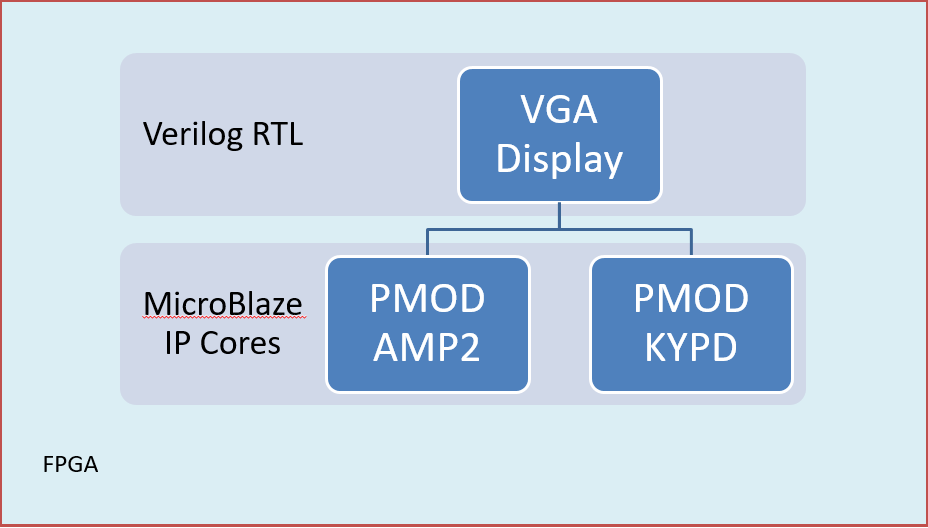 Verilog RTL
VGA
Display
MicroBlaze
IP Cores
PMOD
AMP2
PMOD
KYPD
FPGA